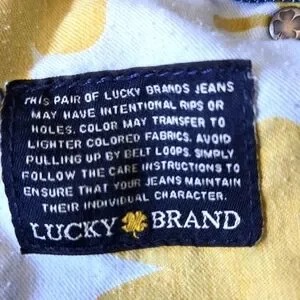 THIS PAIR OF LUCKY BRANDS JEANS
MAY HAVE INTENTIONAL RIPS OR
HOLES. COLOR MAY TRANSFER TO
LIGHTER COLORED FABRICS. AVOID
PULLING UP BY BELT LOOPS. SIMPLY
FOLLOW THE CARE INSTRUCTIONS TO
ENSURE THAT YOUR JEANS MAINTAIN
THEIR INDIVIDUAL CHARACTER.
LUCKY BRAND